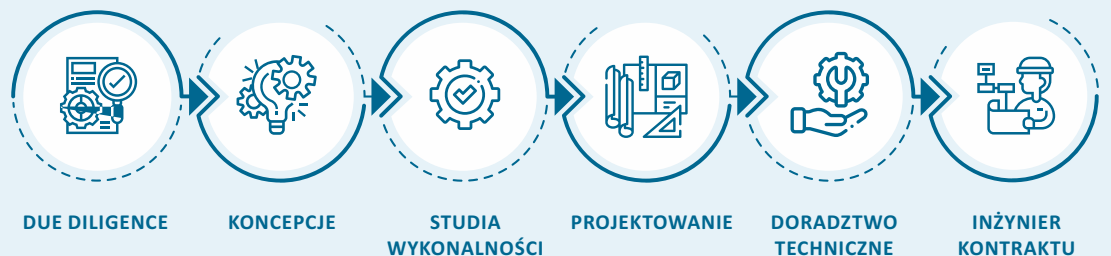 DUE DILIGENCE
KONCEPCJE
STUDIA
WYKONALNOŚCI
PROJEKTOWANIE
DORADZTWO
TECHNICZNE
INŻYNIER
KONTRAKTU